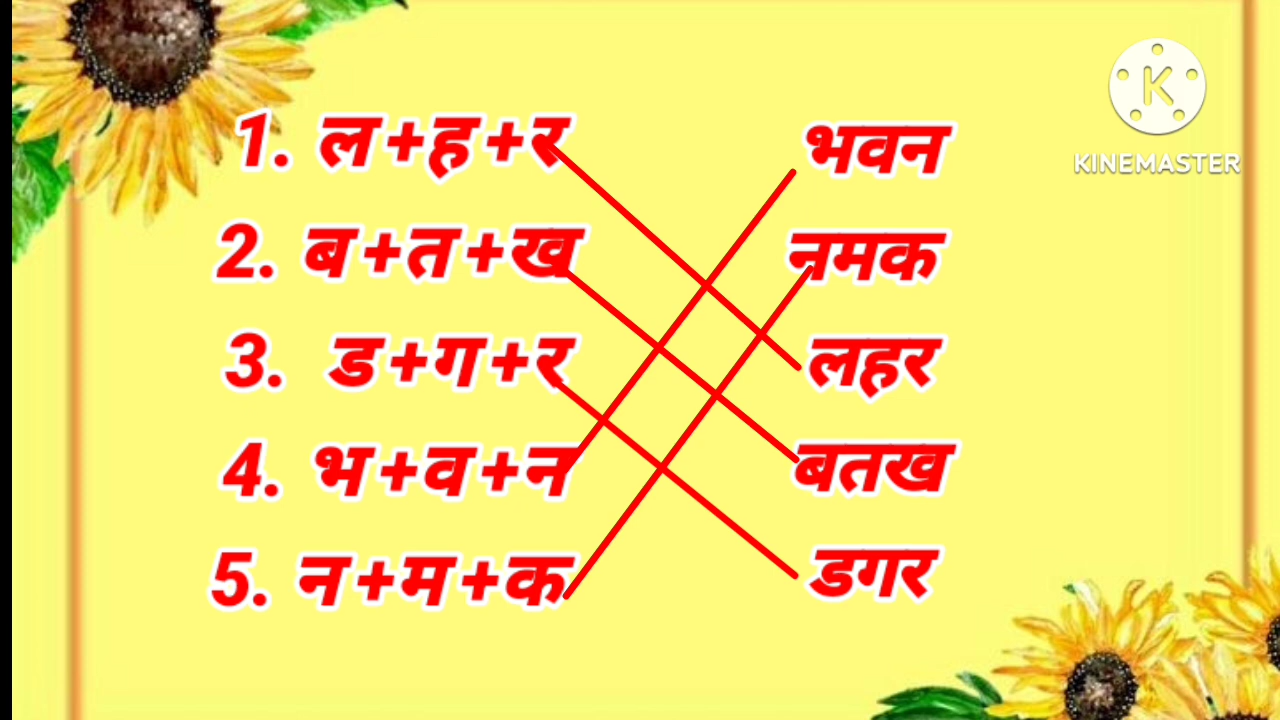 1. ल+ह+र भवन
2. ब+त+ख नमक
3. ड+ग+र लहर
4. भ+व+न बतख
5. न+म+क डगर
K
KINEMASTER